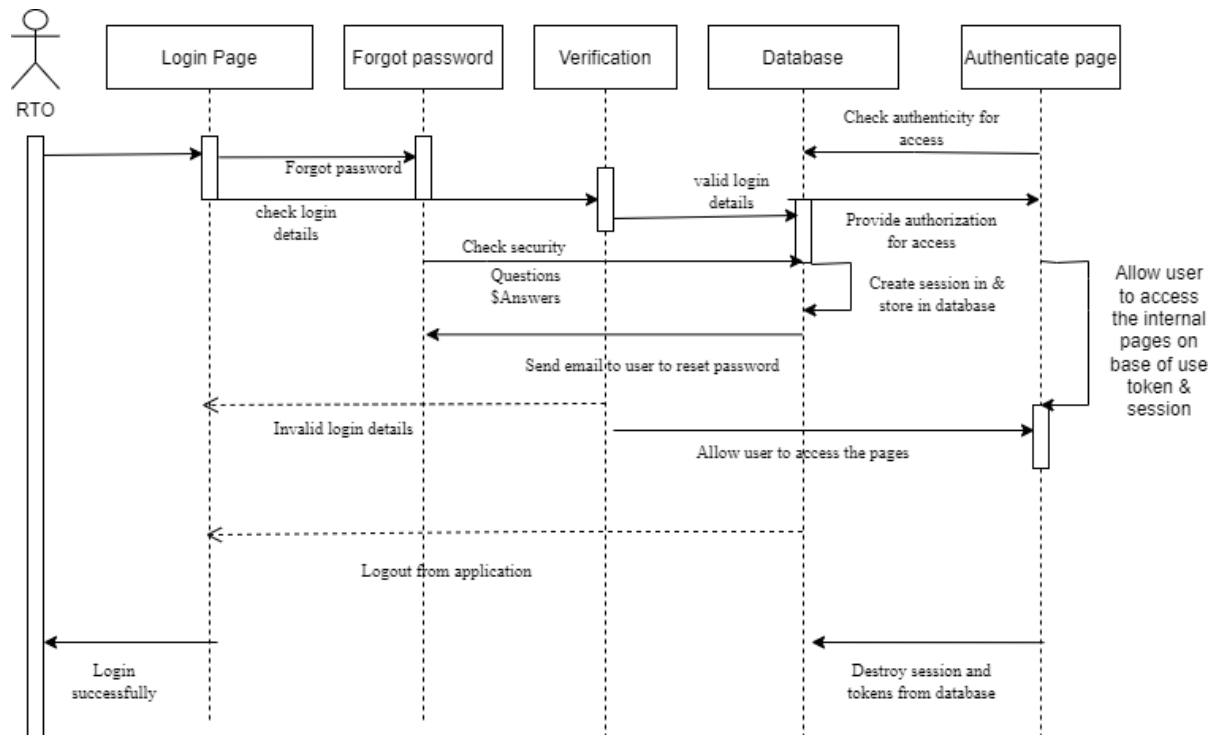 Login Page
Forgot password
Verification
Database
Authenticate page
RTO
Check authenticity for
access
Forgot password
valid login
details
check login
details
Provide authorization
for access
Check security
Questions
$Answers
Create session in &
store in database
Allow user
to access
the internal
pages on
base of use
token &
session
Send email to user to reset password
Invalid login details
Allow user to access the pages
Logout from application
Login
successfully
Destroy session and
tokens from database